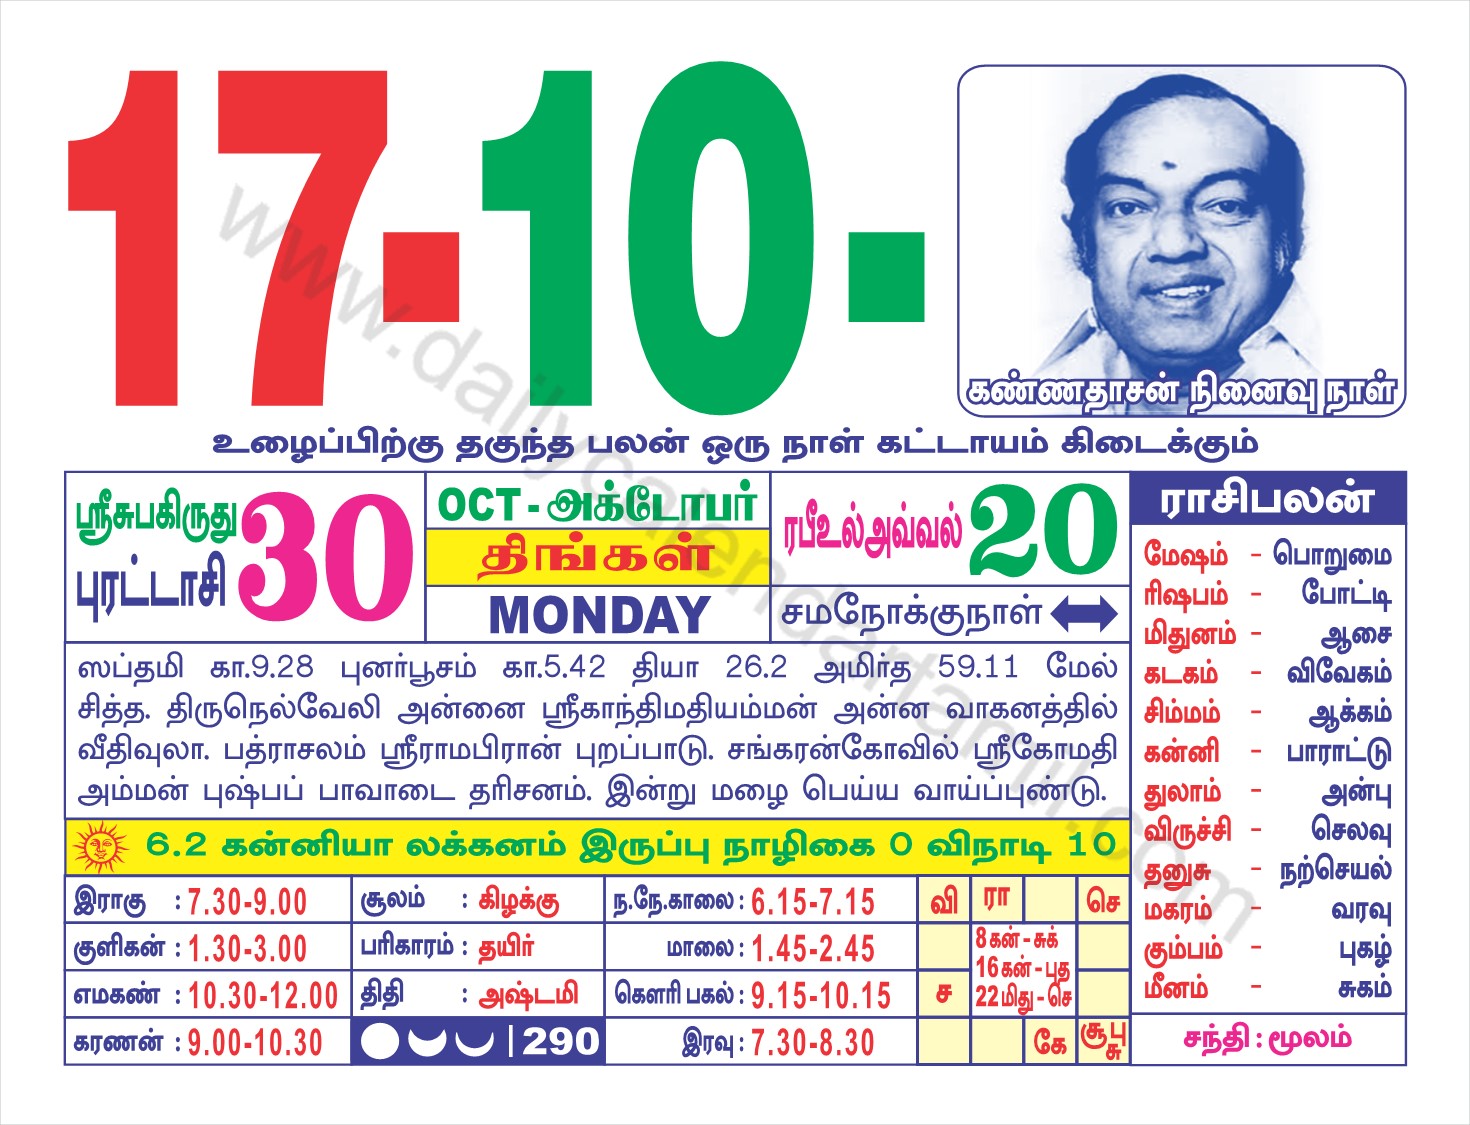 17-10-
கண்ணதாசன் நினைவு நாள்
உழைப்பிற்கு தகுந்த பலன் ஒரு நாள் கட்டாயம் கிடைக்கும்
ஸ்ரீசுபகிருது
புரட்டாசி 30
OCT - அக்டோபர்
திங்கள்
MONDAY
ரபீஉல்அவ்வல் 20
சமநோக்குநாள்
ஸப்தமி கா.9.28 புனர்பூசம் கா.5.42 தியா 26.2 அமிர்த 59.11 மேல்
சித்த. திருநெல்வேலி அன்னை ஸ்ரீகாந்திமதியம்மன் அன்ன வாகனத்தில்
வீதிவுலா. பத்ராசலம் ஸ்ரீராமபிரான் புறப்பாடு. சங்கரன்கோவில் ஸ்ரீகோமதி
அம்மன் புஷ்பப் பாவாடை தரிசனம். இன்று மழை பெய்ய வாய்ப்புண்டு.
6.2 கன்னியா லக்கனம் இருப்பு நாழிகை 0 விநாடி 10
இராகு : 7.30-9.00
குளிகன் : 1.30-3.00
எமகண் : 10.30-12.00
கரணன் : 9.00-10.30
சூலம் : கிழக்கு
பரிகாரம் : தயிர்
திதி : அஷ்டமி
290
ந.நே.காலை : 6.15-7.15
மாலை : 1.45-2.45
கௌரி பகல் : 9.15-10.15
இரவு : 7.30-8.30
வி ரா செ
8கன் - சுக்
16கன் - புத
ச 22மிது - செ
கே சூபு
சு
ராசிபலன்
மேஷம் - பொறுமை
ரிஷபம் - போட்டி
மிதுனம் - ஆசை
கடகம் - விவேகம்
சிம்மம் - ஆக்கம்
கன்னி - பாராட்டு
துலாம் - அன்பு
விருச்சி - செலவு
தனுசு - நற்செயல்
மகரம் - வரவு
கும்பம் - புகழ்
மீனம் - சுகம்
சந்தி : மூலம்
www.dailycalendartamil.com